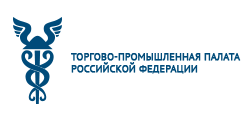 ТОРГОВО-ПРОМЫШЛЕННАЯ ПАЛАТА
РОССИЙСКОЙ ФЕДЕРАЦИИ